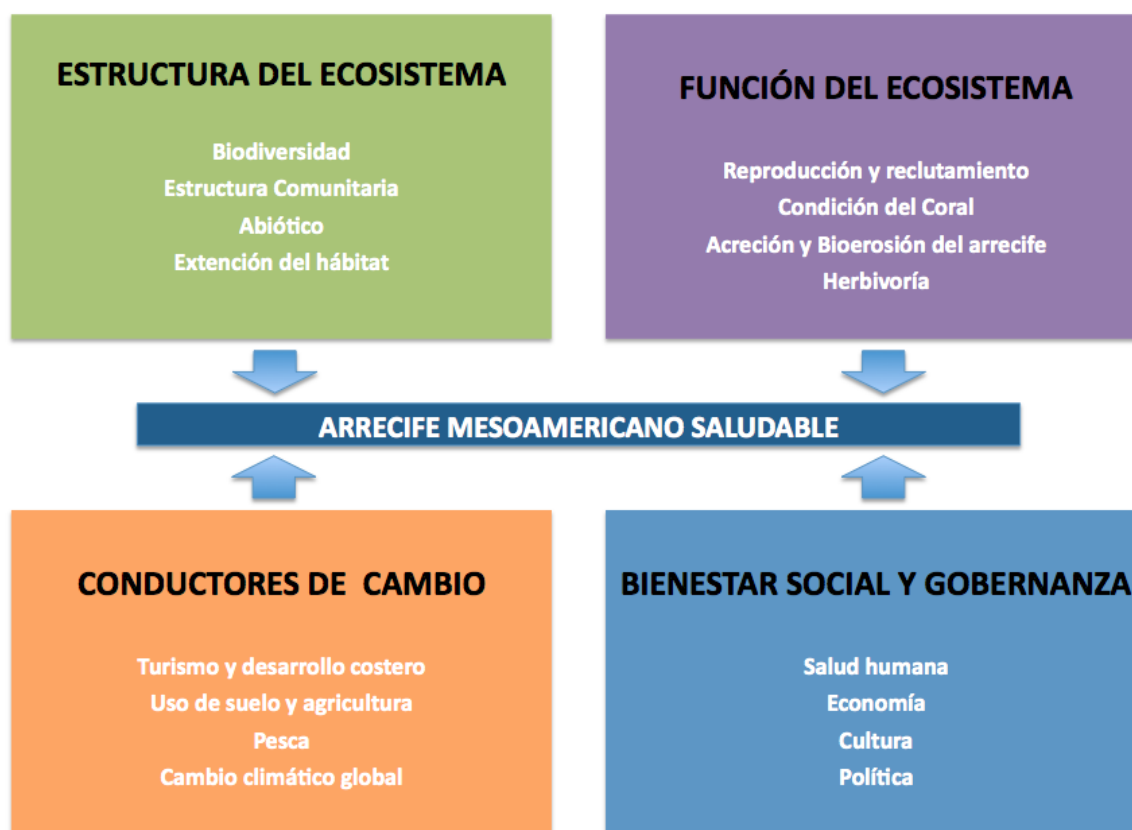 ESTRUCTURA DEL ECOSISTEMA
Biodiversidad
Estructura Comunitaria
Abiótico
Extención del hábitat
FUNCIÓN DEL ECOSISTEMA
Reproducción y reclutamiento
Condición del Coral
Acreción y Bioerosión del arrecife
Herbivoría
ARRECIFE MESOAMERICANO SALUDABLE
CONDUCTORES DE CAMBIO
Turismo y desarrollo costero
Uso de suelo y agricultura
Pesca
Cambio climático global
BIENESTAR SOCIAL Y GOBERNANZA
Salud humana
Economía
Cultura
Política